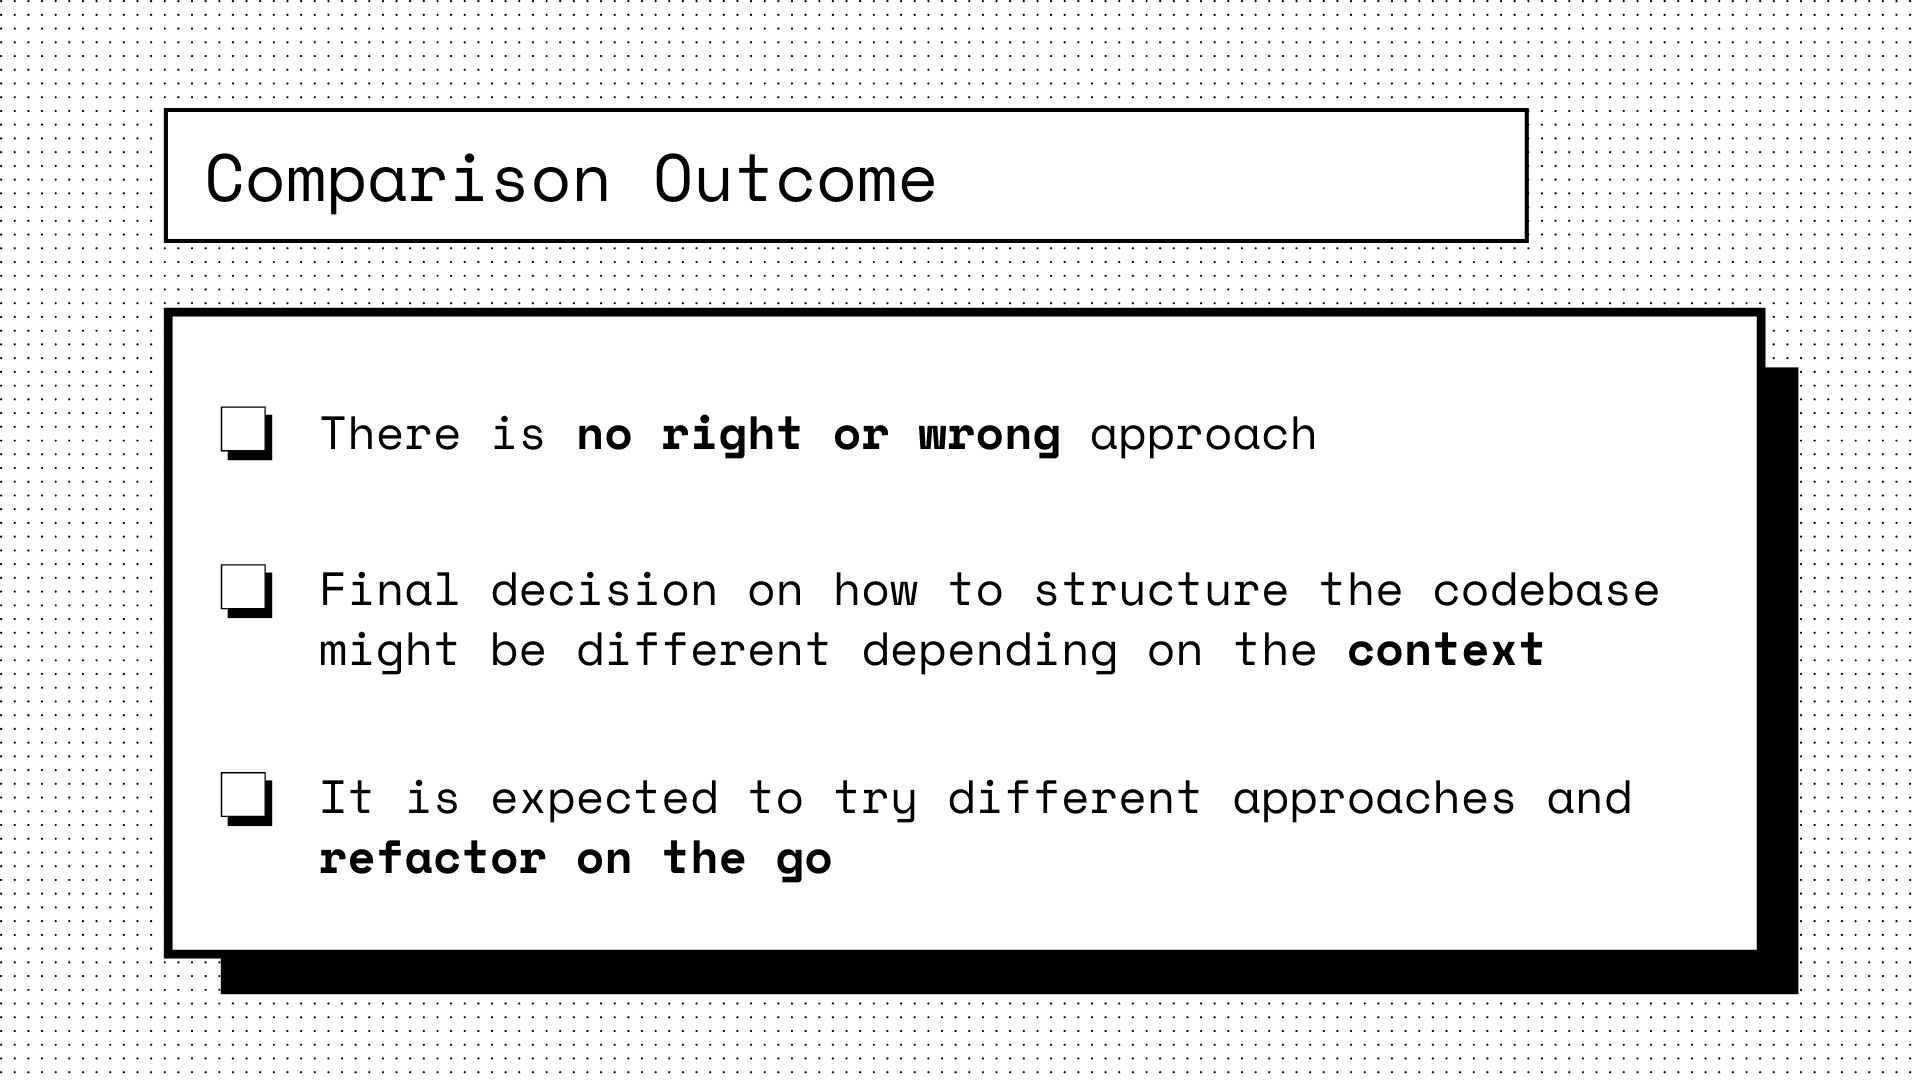 Comparison Outcome
There is no right or wrong approach
Final decision on how to structure the codebase
might be different depending on the context
It is expected to try different approaches and
refactor on the go